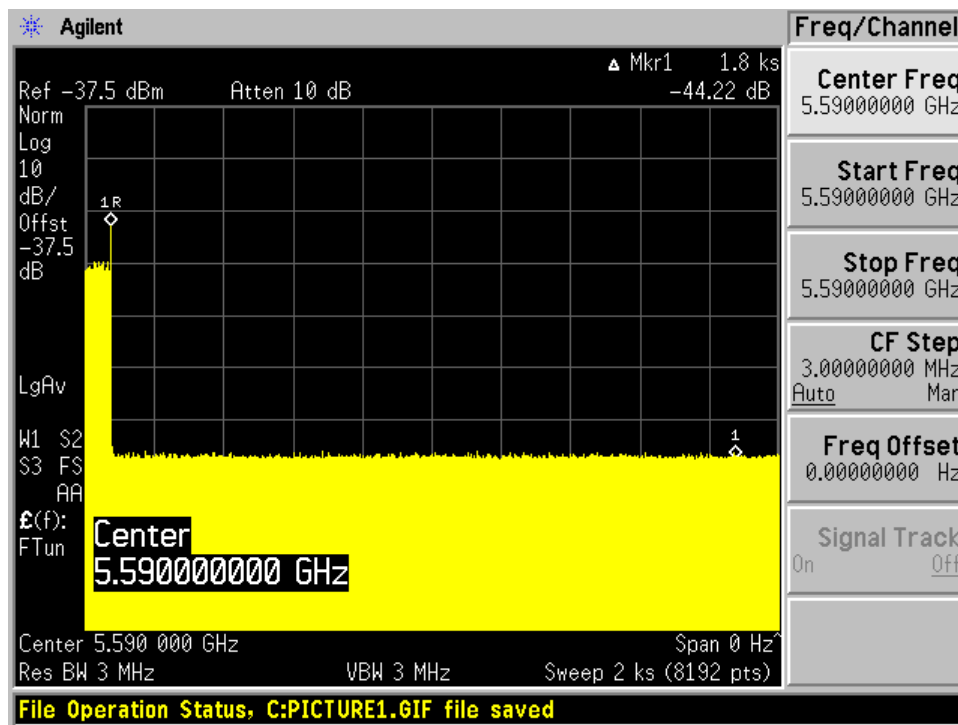 Agilent
Freq/Channel
Δ Mkr1 1.8 ks
Ref -37.5 dBm Atten 10 dB -44.22 dB
Norm
Log
10
dB/
Offst
-37.5
dB
1R
LgAv
W1 S2
S3 FS
AA
£(f):
FTun
1
Center
5.590000000 GHz
Center 5.590 000 GHz Span 0 Hz^
Res BW 3 MHz VBW 3 MHz Sweep 2 ks (8192 pts)
File Operation Status, C:PICTURE1.GIF file saved
Center Freq
5.59000000 GHz
Start Freq
5.59000000 GHz
Stop Freq
5.59000000 GHz
CF Step
3.00000000 MHz
Auto Man
Freq Offset
0.00000000 Hz
Signal Track
On Off